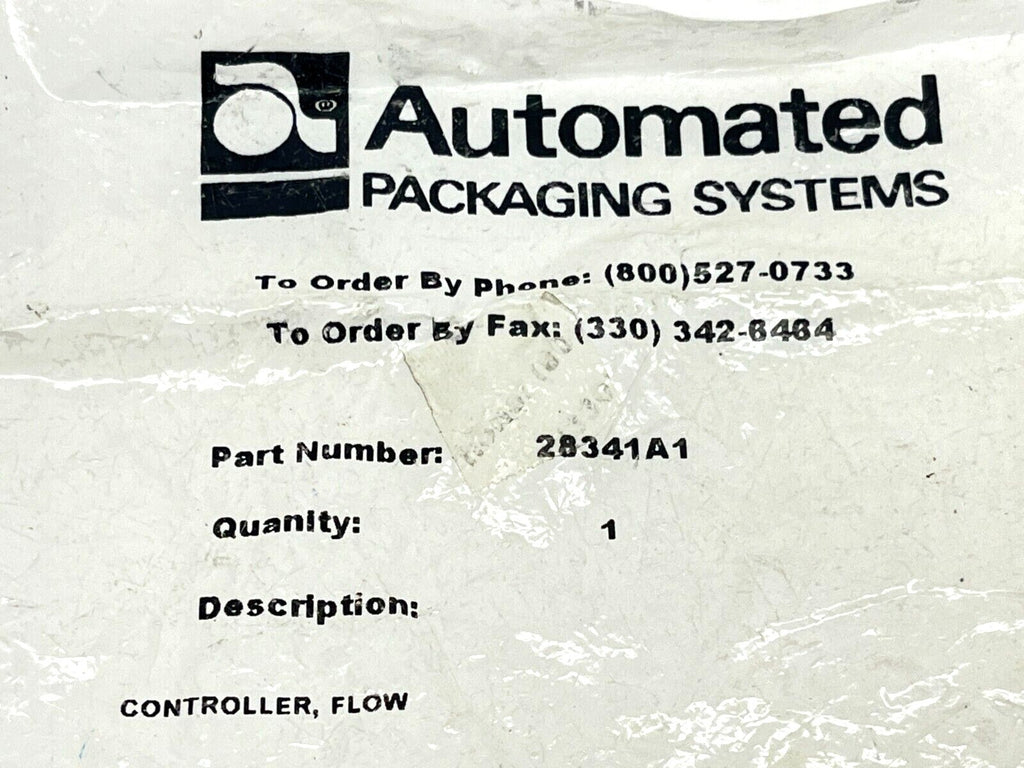 Automated
PACKAGING SYSTEMS
To Order By Phone: (800)527-0733
To Order By Fax: (330) 342-6464
Part Number: 28341A1
Quanity: 1
Description:
CONTROLLER, FLOW